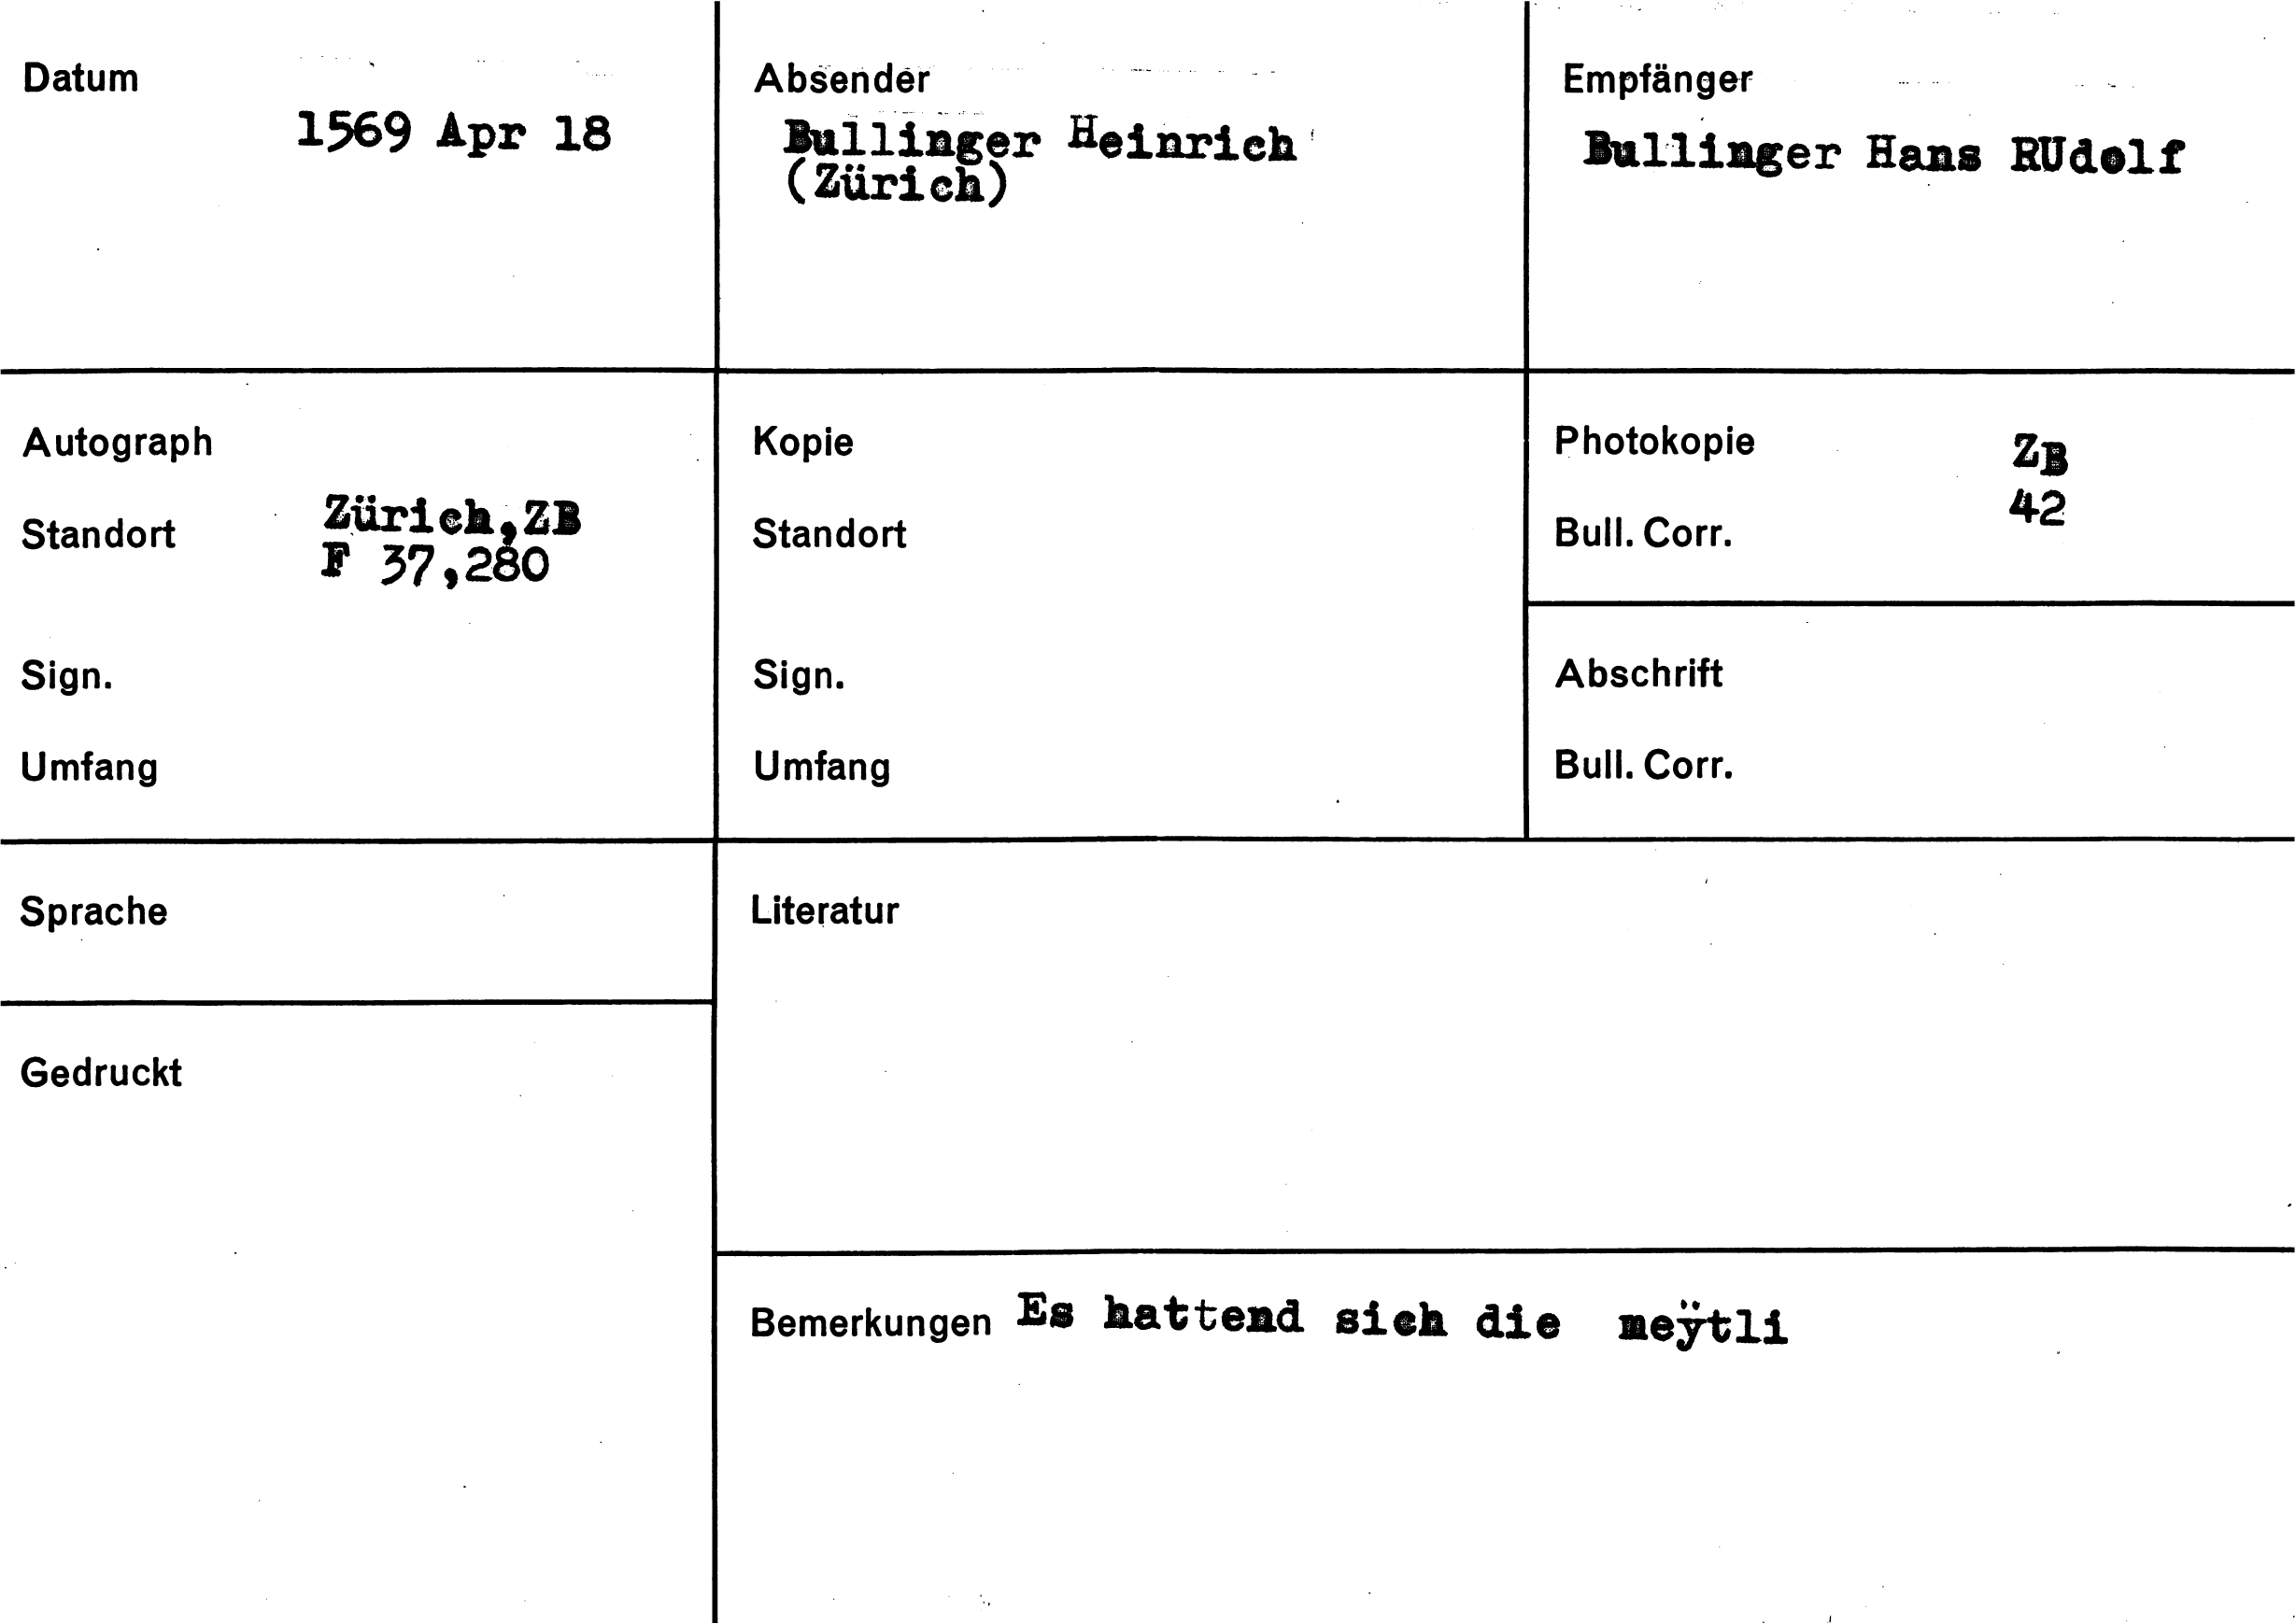 Datum
1569 Apr 18
Absender
Bullinger Heinrich
(Zürich)
Empfänger
Bullinger Hans RUdolf
Autograph
Standort
Zürich,ZB
F 37,280
Sign.
Umfang
Kopie
Standort
Sign.
Umfang
Photokopie ZB
Bull. Corr. 42
Abschrift
Bull. Corr.
Sprache
Literatur
Gedruckt
Bemerkungen Es hattend sich die meÿtli